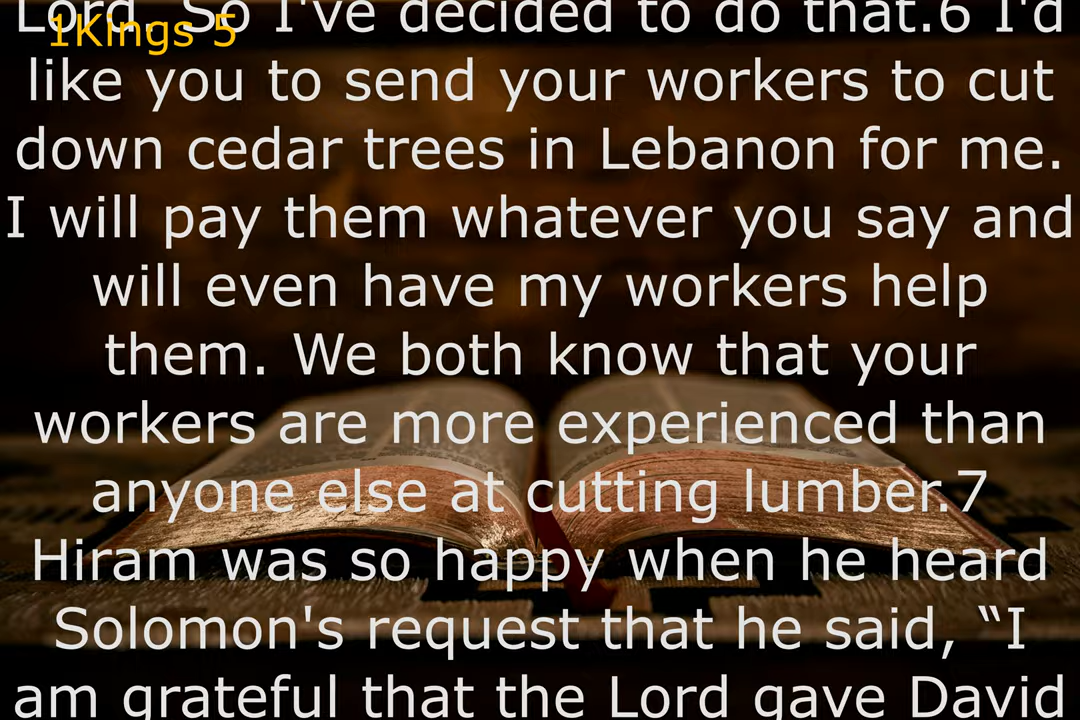 Lord. So I've decided to do that.6 I'd
1Kings 5
like you to send your workers to cut
down cedar trees in Lebanon for me.
I will pay them whatever you say and
will even have my workers help
them. We both know that your
workers are more experienced than
anyone else at cutting lumber.7
Hiram was so happy when he heard
Solomon's request that he said, “I
am grateful that the Lord gave David